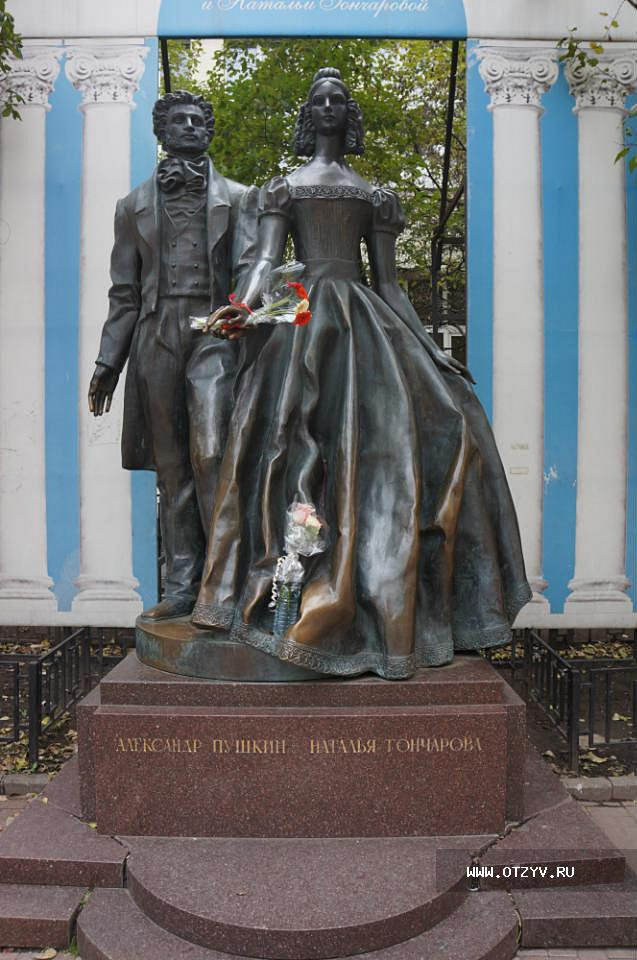 и Натальи Гончаровой
АЛЕКСАНДР ПУШКИН НАТАЛЬЯ ГОНЧАРОВА
WWW.OTZYV.RU